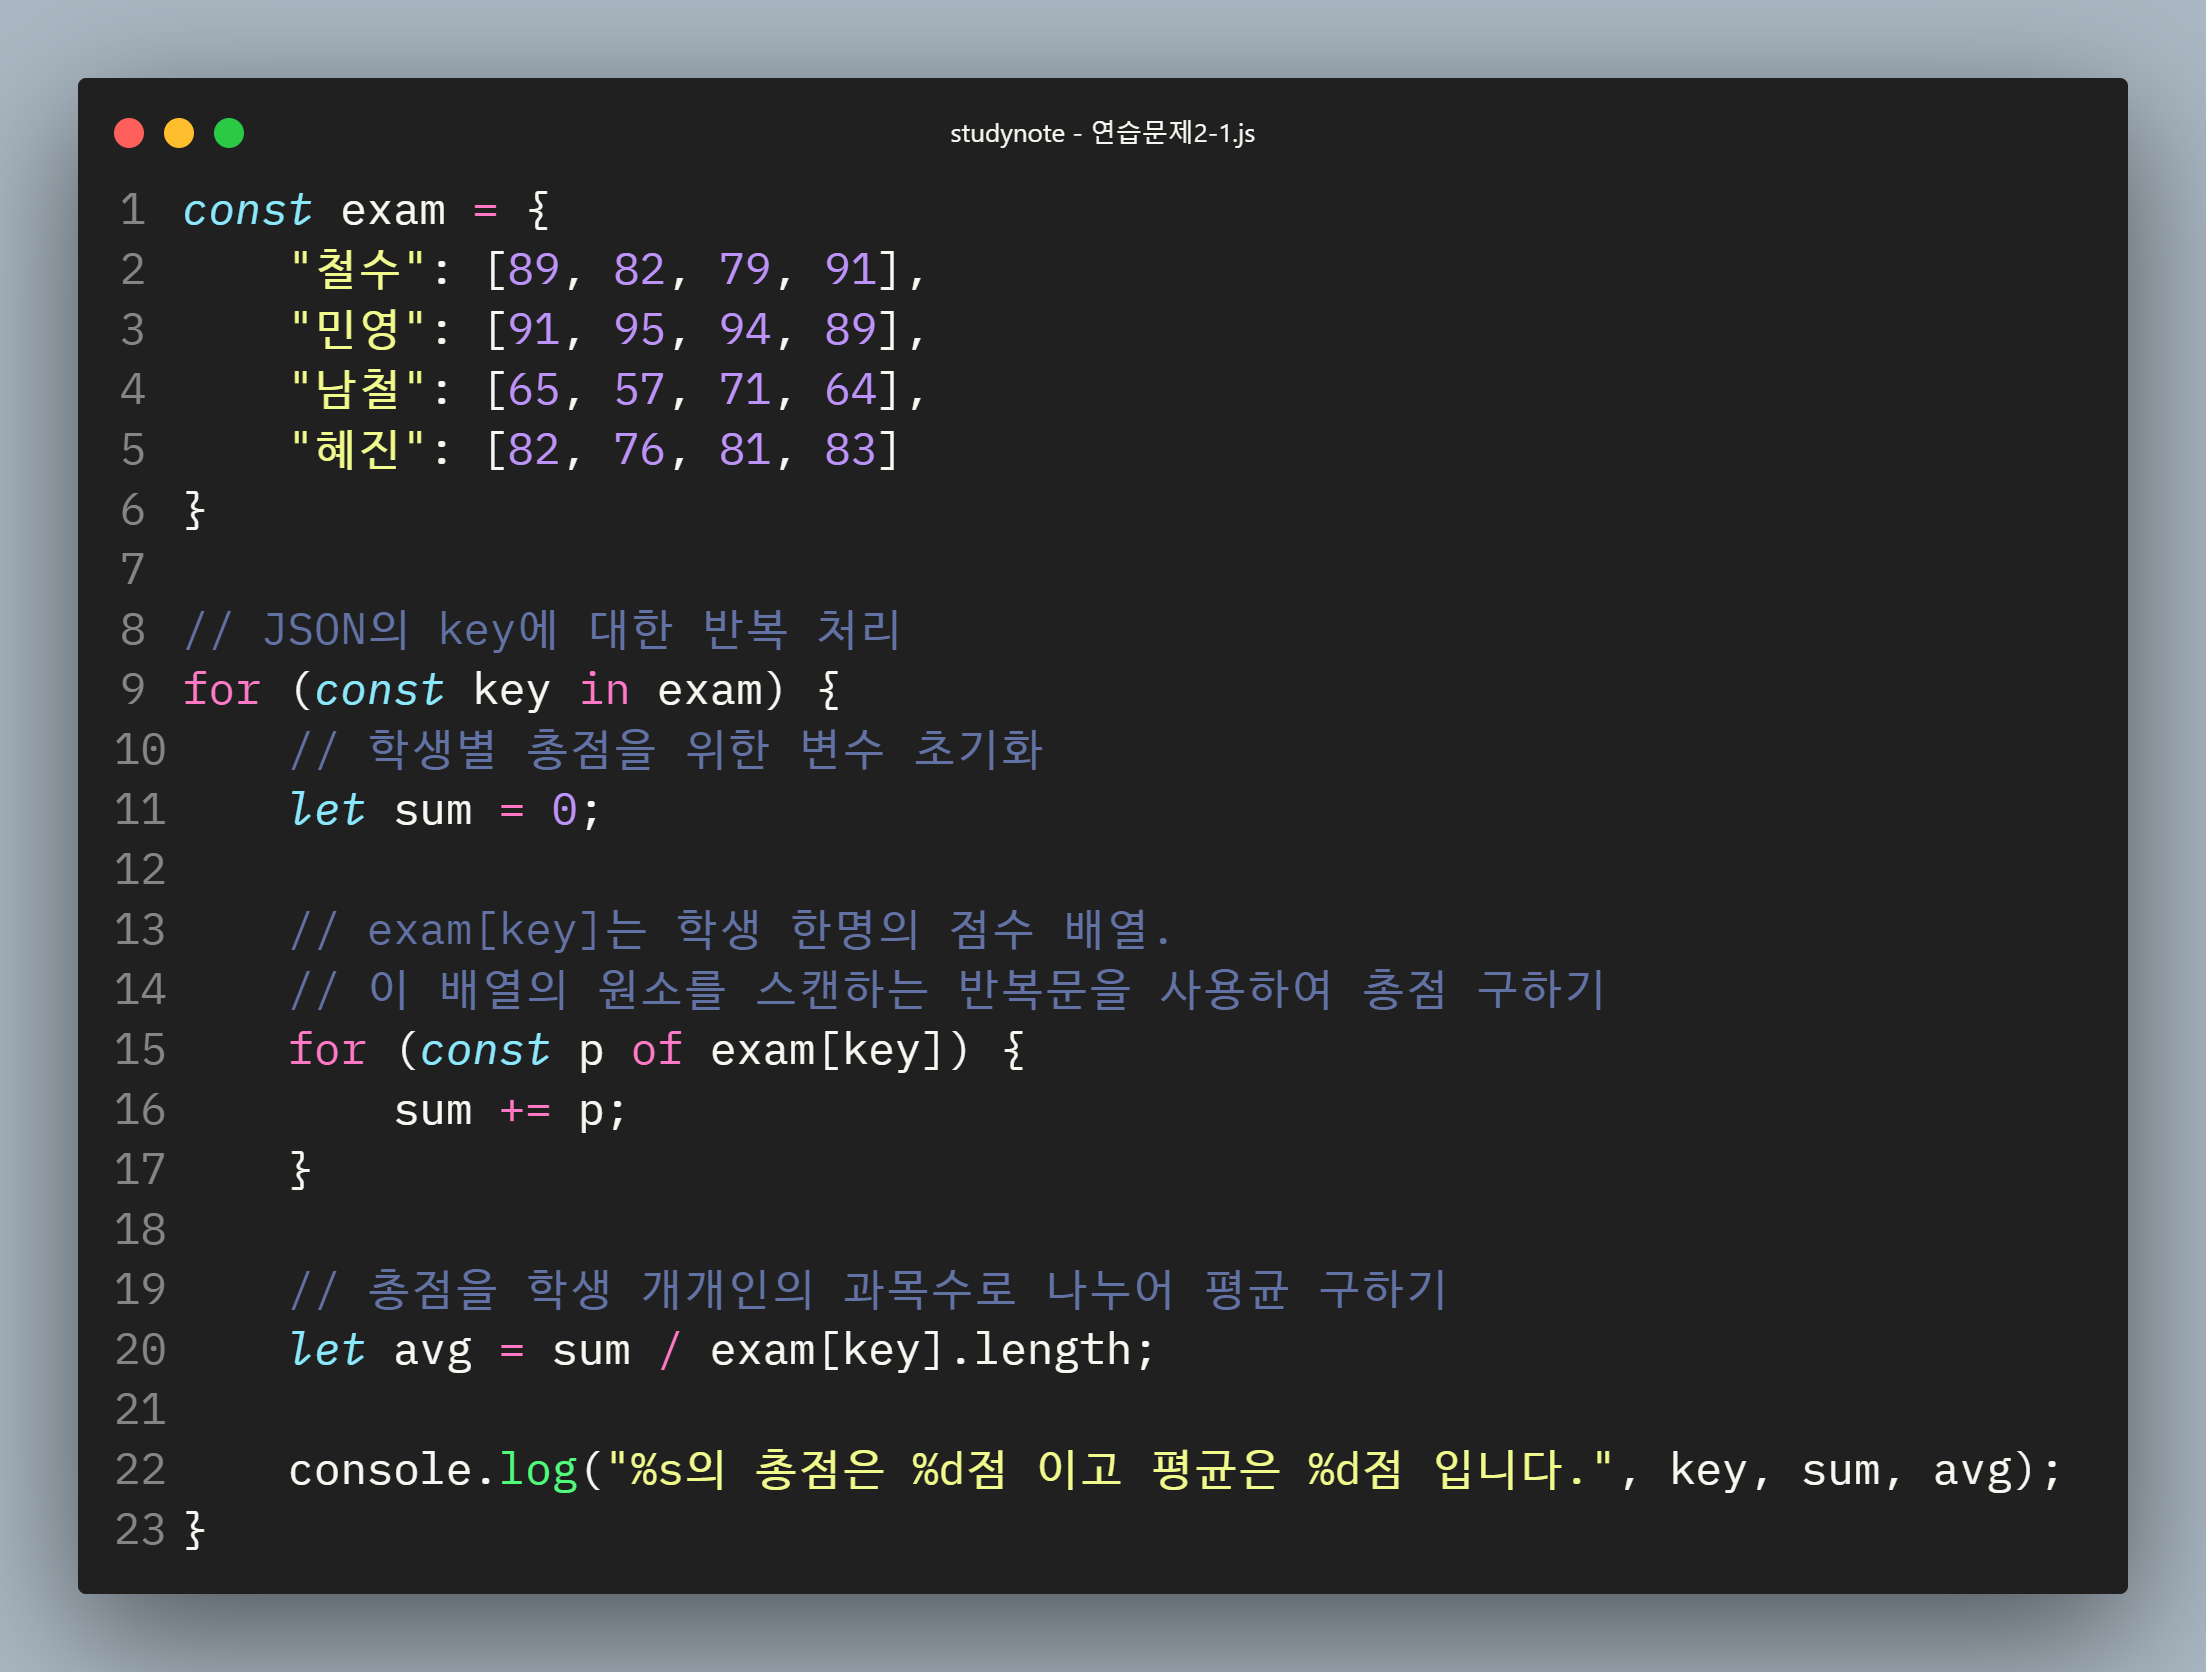 studynote - 연습문제2-1.js
1 const exam = {
2     "철수": [89, 82, 79, 91],
3     "민영": [91, 95, 94, 89],
4     "남철": [65, 57, 71, 64],
5     "혜진": [82, 76, 81, 83]
6 }
7
8 // JSON의 key에 대한 반복 처리
9 for (const key in exam) {
10     // 학생별 총점을 위한 변수 초기화
11     let sum = 0;
12
13     // exam[key]는 학생 한명의 점수 배열.
14     // 이 배열의 원소를 스캔하는 반복문을 사용하여 총점 구하기
15     for (const p of exam[key]) {
16         sum += p;
17     }
18
19     // 총점을 학생 개개인의 과목수로 나누어 평균 구하기
20     let avg = sum / exam[key].length;
21
22     console.log("%s의 총점은 %d점 이고 평균은 %d점 입니다.", key, sum, avg);
23 }